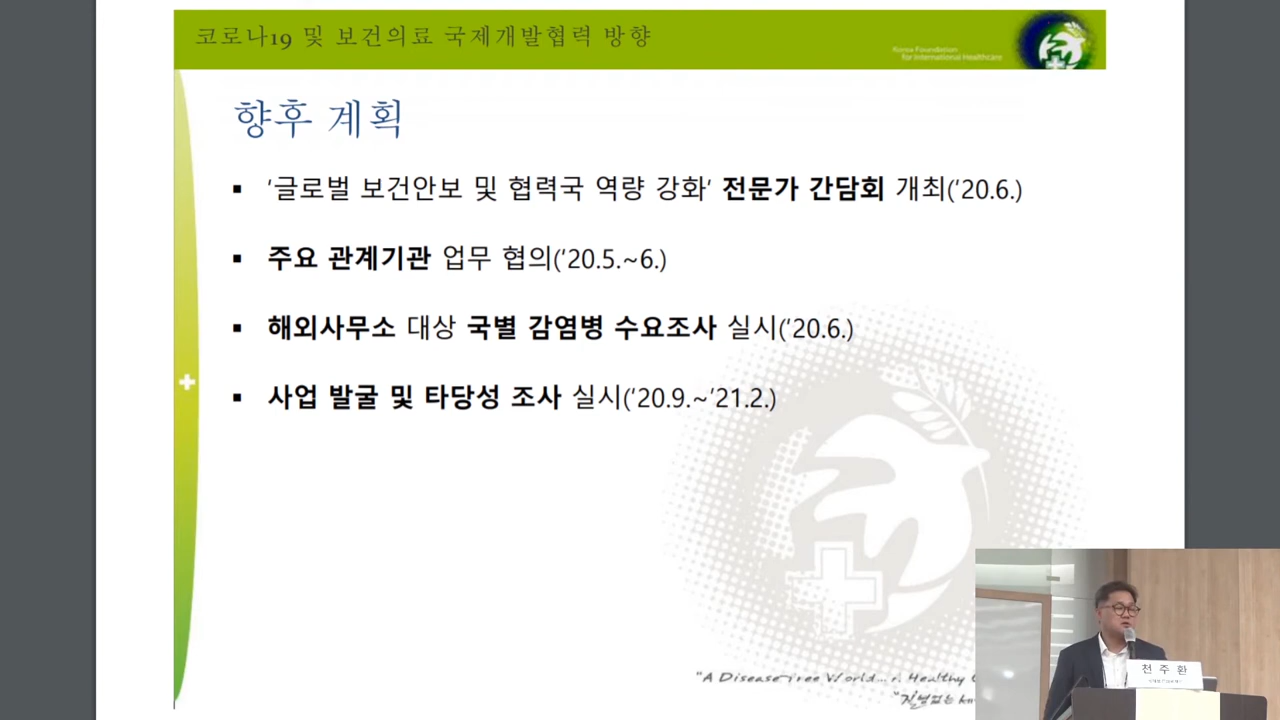 코로나19 및 보건의료 국제개발협력 방향
Korea Foundation
for International Healthcare
향후 계획
▪ '글로벌 보건안보 및 협력국 역량 강화' 전문가 간담회 개최('20.6.)
▪ 주요 관계기관 업무 협의('20.5.~6.)
▪ 해외사무소 대상 국별 감염병 수요조사 실시('20.6.)
▪ 사업 발굴 및 타당성 조사 실시('20.9.~'21.2.)
"A Disease Free World... A Healthy
"질병없는
천 주 환